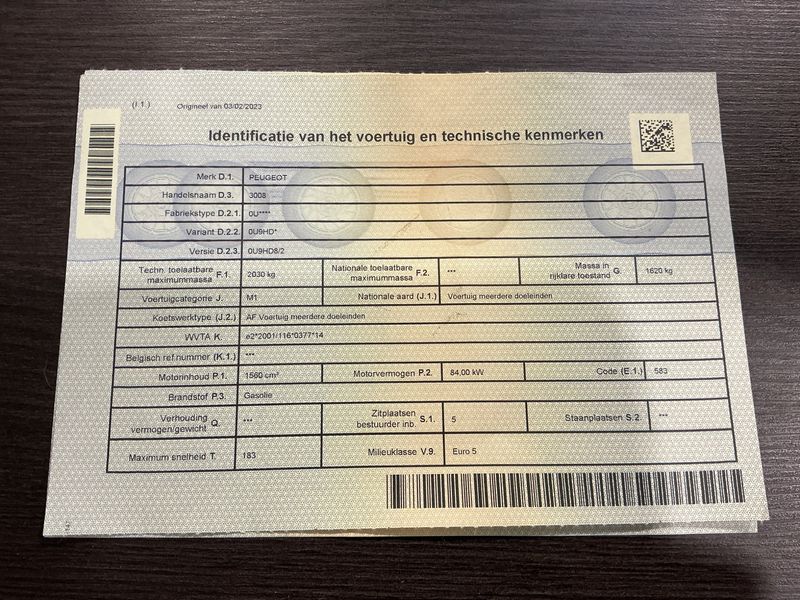 (I.1.) Origineel van 03/02/2023
Identificatie van het voertuig en technische kenmerken
Merk D.1. PEUGEOT
Handelsnaam D.3. 3008
Fabriekstype D.2.1. 0U****
Variant D.2.2. 0U9HD*
Versie D.2.3. 0U9HD8/2
Techn. toelaatbare maximummassa F.1. 2030 kg Nationale toelaatbare maximummassa F.2. *** Massa in rijklare toestand G. 1620 kg
Voertuigcategorie J. M1 Nationale aard (J.1.) Voertuig meerdere doeleinden
Koetswerktype (J.2.) AF Voertuig meerdere doeleinden
WVTA K. e2*2001/116*0377*14
Belgisch ref nummer (K.1.) ***
Motorinhoud P.1. 1560 cm³ Motorvermogen P.2. 84,00 kW Code (E.1.) 583
Brandstof P.3. Gasolie
Verhouding vermogen/gewicht Q. *** Zitplaatsen bestuurder inb. S.1. 5 Staanplaatsen S.2. ***
Maximum snelheid T. 183 Milieuklasse V.9. Euro 5